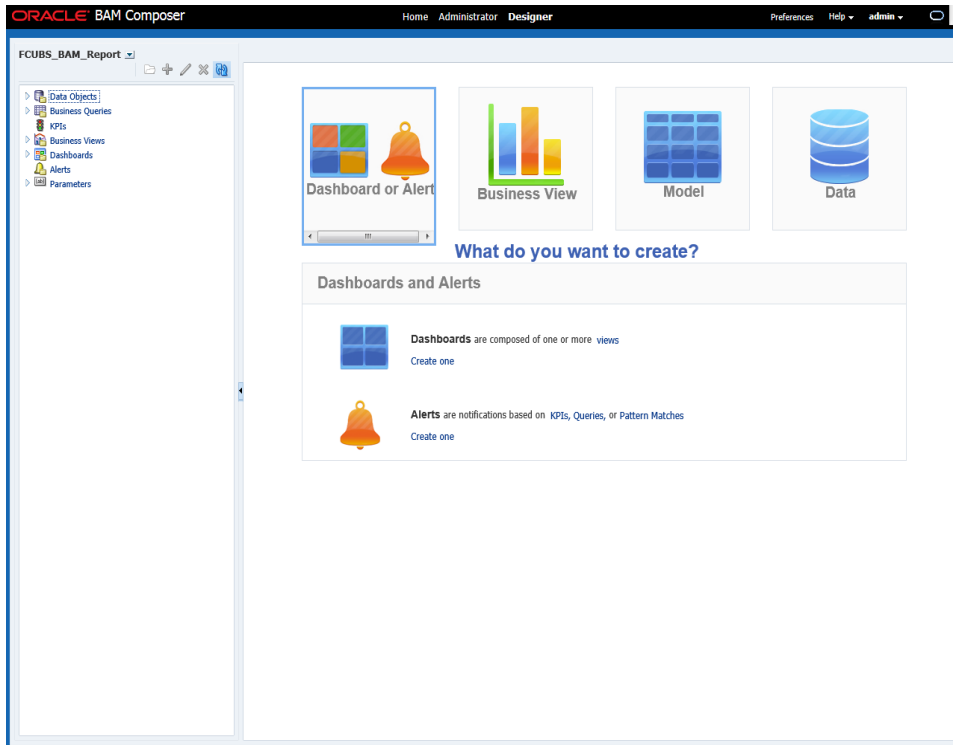 ORACLE BAM Composer
Home Administrator Designer
Preferences Help admin
FCUBS_BAM_Report
Data Objects
Business Queries
KPIs
Business Views
Dashboards
Alerts
Parameters
Dashboard or Alert
Business View
Model
Data
What do you want to create?
Dashboards and Alerts
Dashboards are composed of one or more views
Create one
Alerts are notifications based on KPIs, Queries, or Pattern Matches
Create one